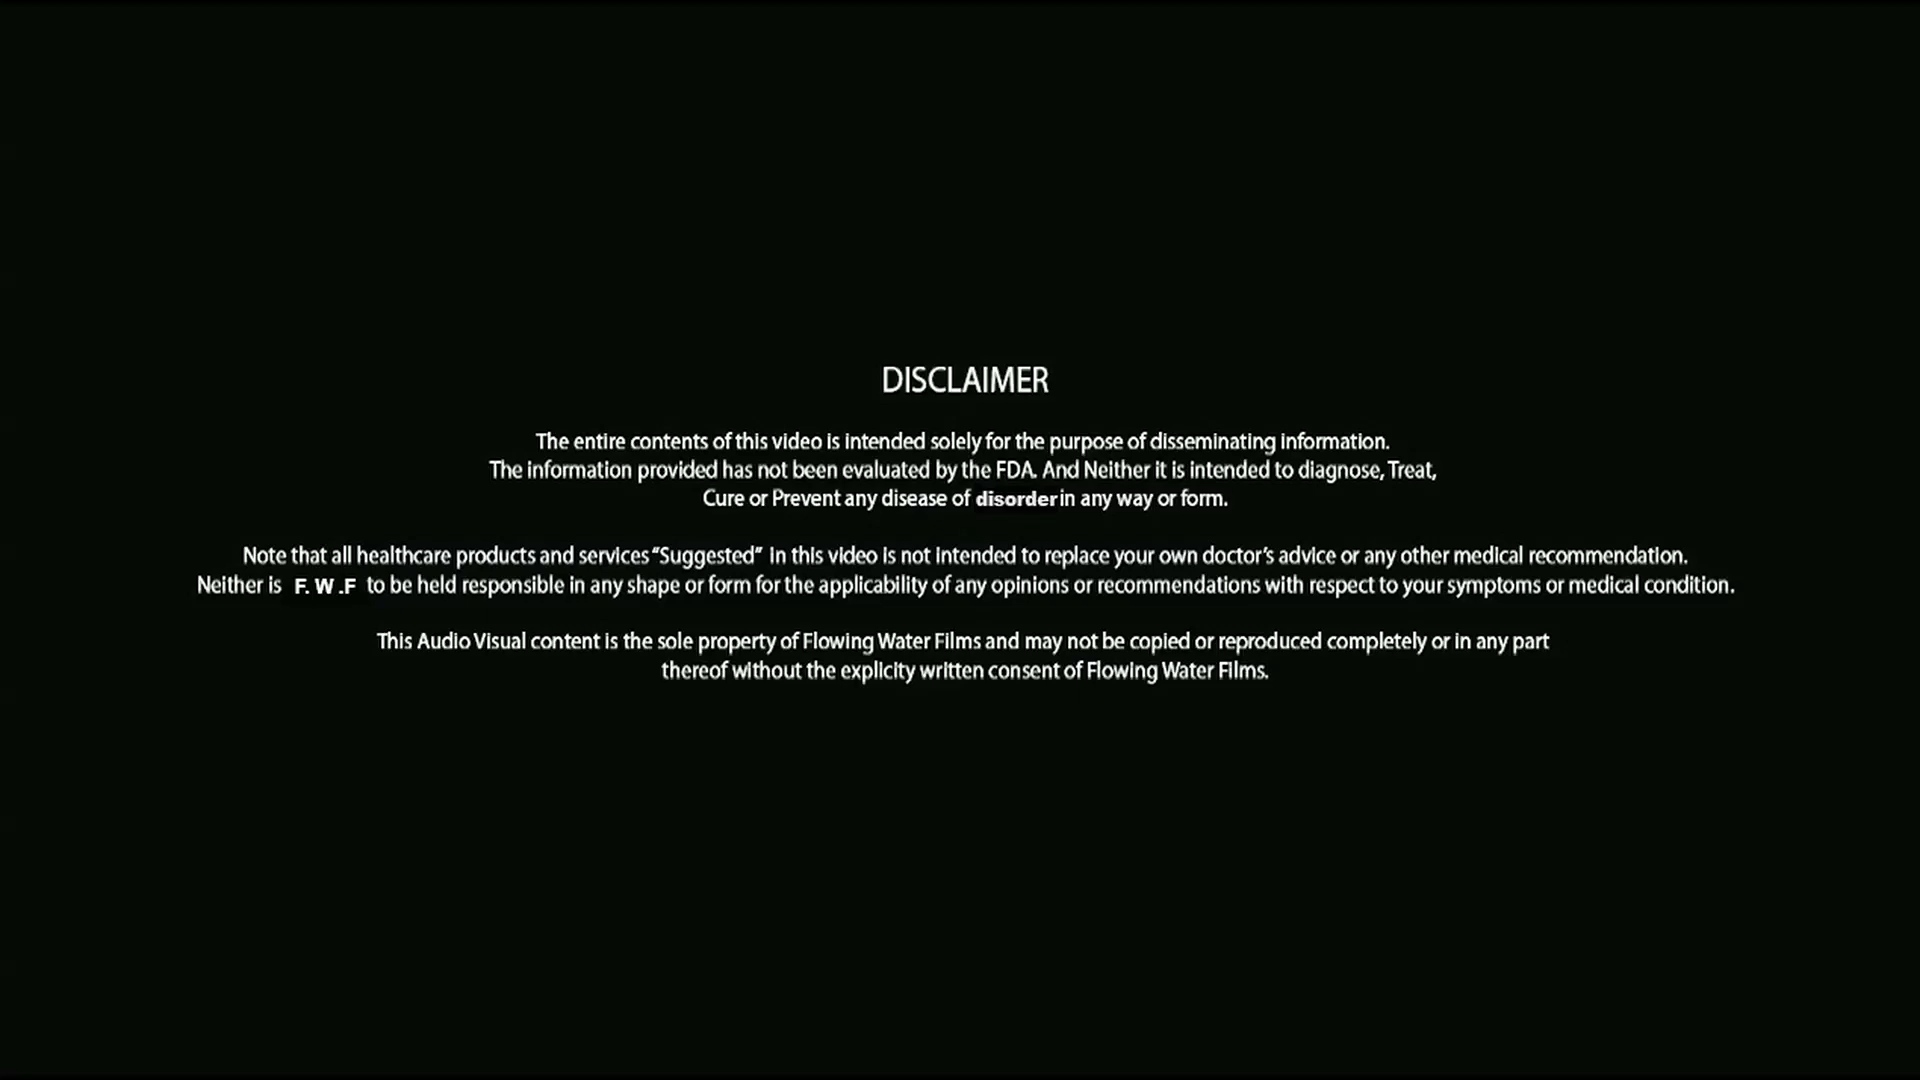 DISCLAIMER
The entire contents of this video is intended solely for the purpose of disseminating information.
The information provided has not been evaluated by the FDA. And Neither it is intended to diagnose, Treat,
Cure or Prevent any disease of disorder in any way or form.
Note that all healthcare products and services “Suggested” In this video is not intended to replace your own doctor’s advice or any other medical recommendation.
Neither is F. W .F to be held responsible in any shape or form for the applicability of any opinions or recommendations with respect to your symptoms or medical condition.
This Audio Visual content is the sole property of Flowing Water Films and may not be copied or reproduced completely or in any part
thereof without the explicity written consent of Flowing Water Films.